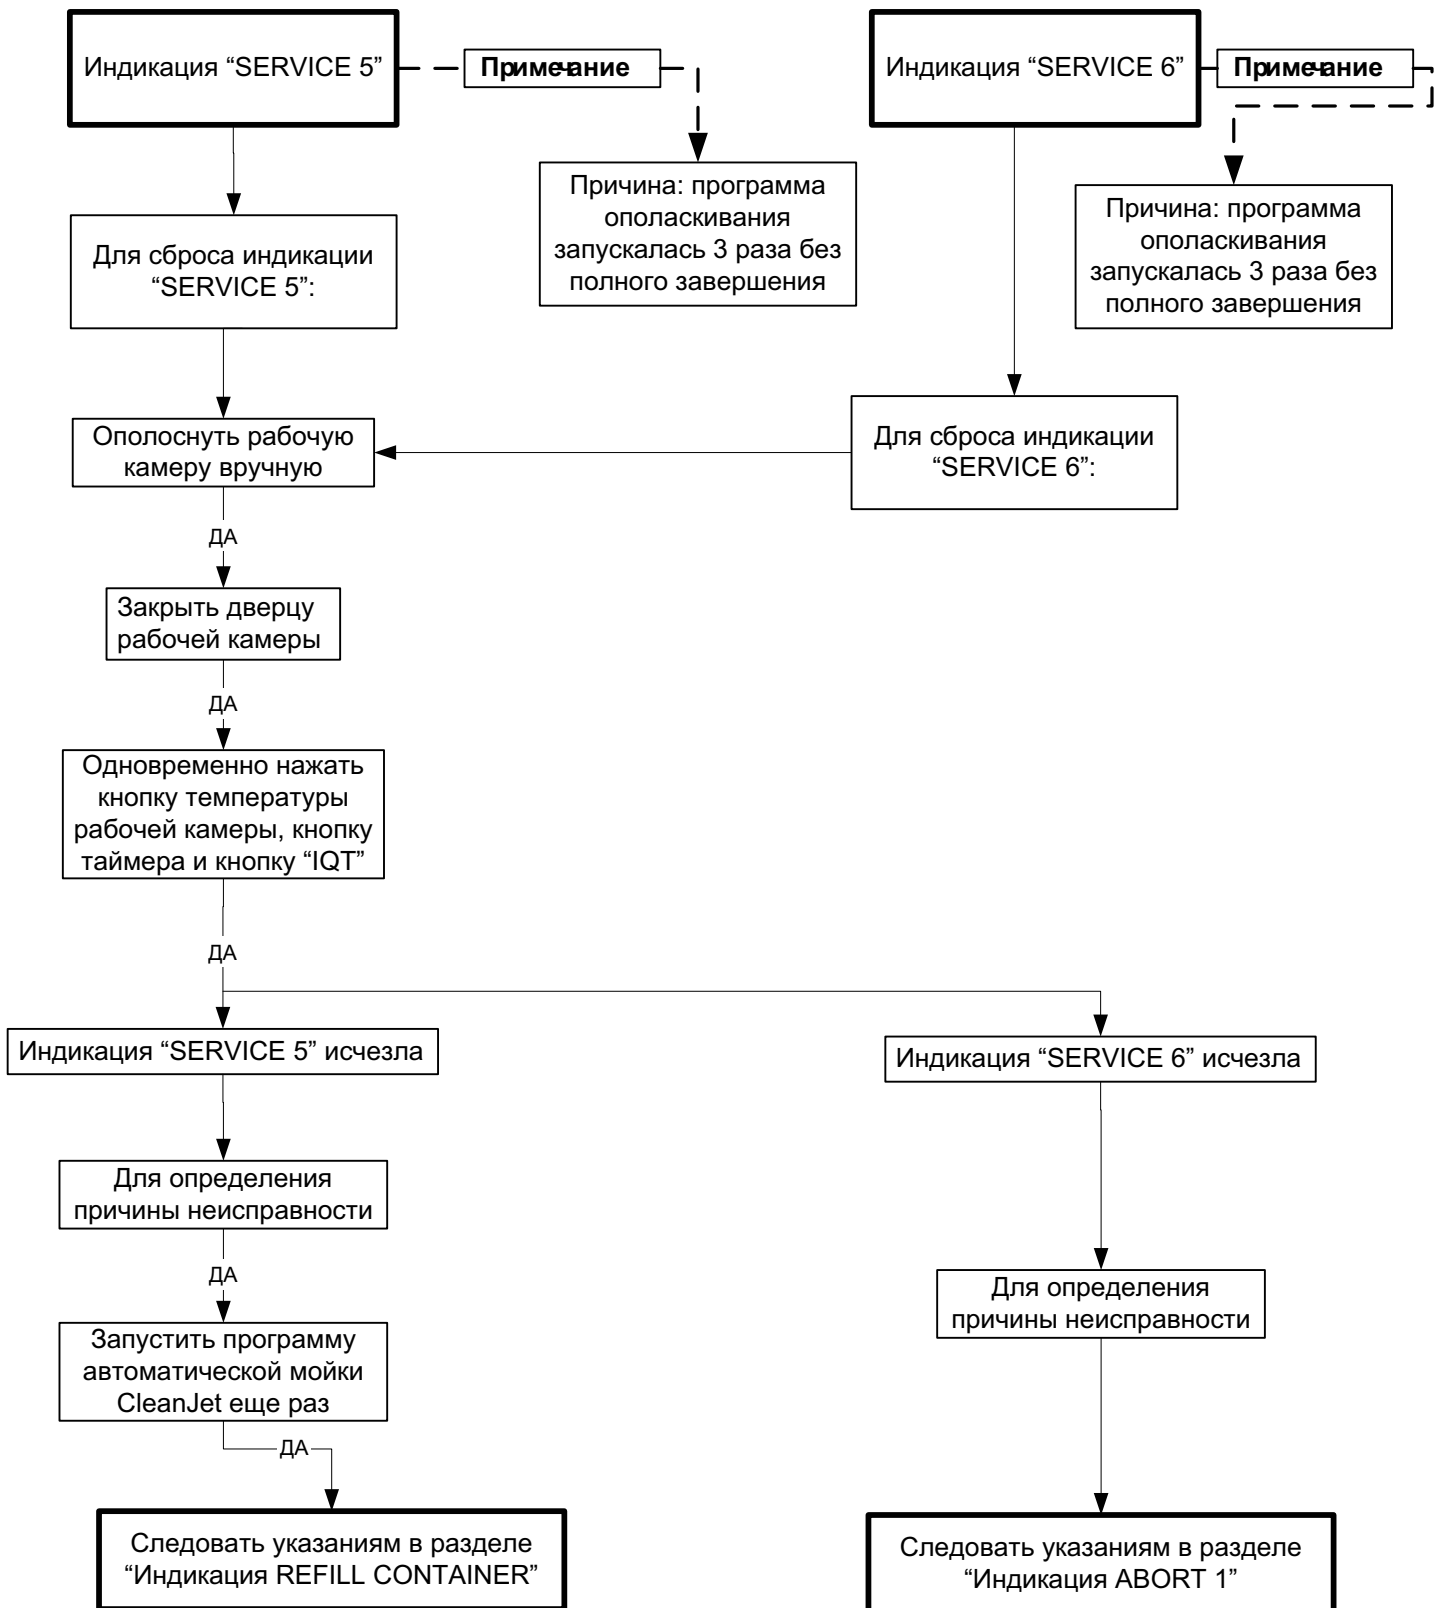 Индикация “SERVICE 5”
Примечание
Индикация “SERVICE 6”
Примечание
Причина: программа
ополаскивания
запускалась 3 раза без
полного завершения
Причина: программа
ополаскивания
запускалась 3 раза без
полного завершения
Для сброса индикации
“SERVICE 5”:
Ополоснуть рабочую
камеру вручную
Для сброса индикации
“SERVICE 6”:
ДА
Закрыть дверцу
рабочей камеры
ДА
Одновременно нажать
кнопку температуры
рабочей камеры, кнопку
таймера и кнопку “IQT”
ДА
Индикация “SERVICE 5” исчезла
Индикация “SERVICE 6” исчезла
Для определения
причины неисправности
ДА
Для определения
причины неисправности
Запустить программу
автоматической мойки
CleanJet еще раз
ДА
Следовать указаниям в разделе
“Индикация REFILL CONTAINER”
Следовать указаниям в разделе
“Индикация ABORT 1”